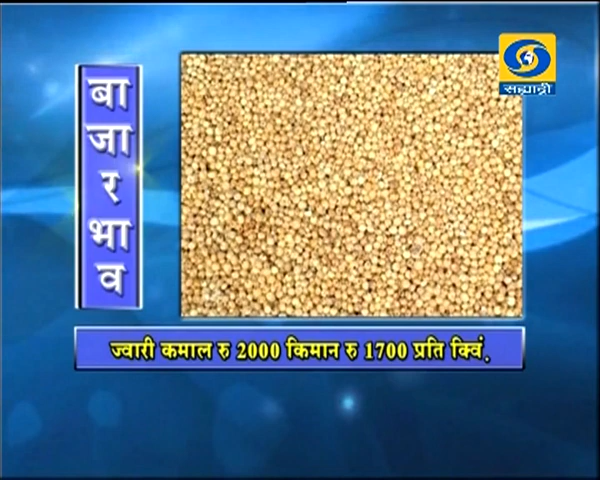 सह्याद्री
बाजार भाव
ज्वारी कमाल रु 2000 किमान रु 1700 प्रति क्विं.